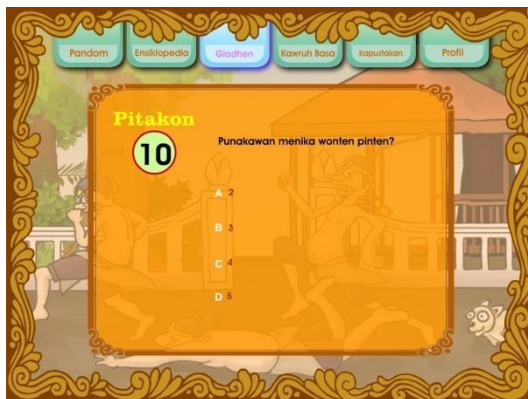 Pandom
Ensiklopedia
Gladhen
Kawruh Basa
Kapustakan
Profil
Pitakon
10
Punakawan menika wonten pinten?
A 2
B 3
C 4
D 5